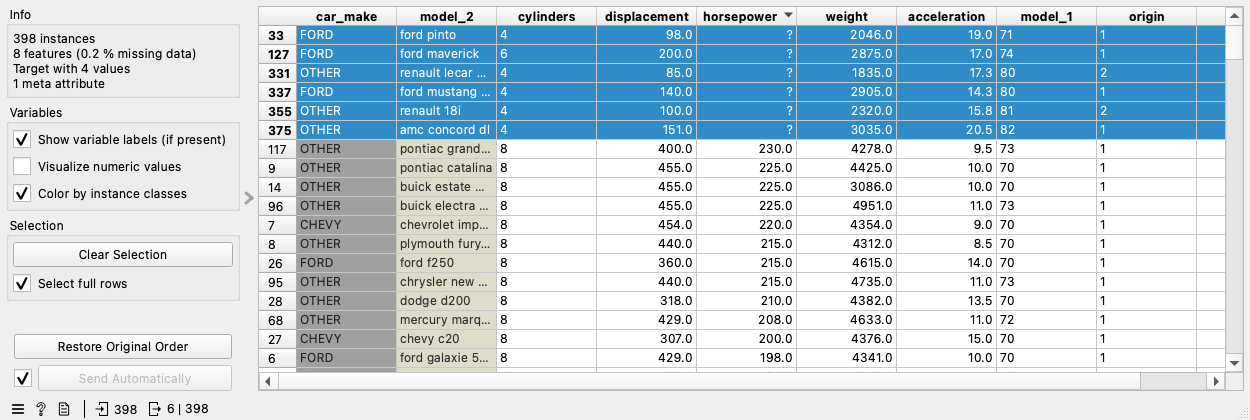 Info
398 instances
8 features (0.2 % missing data)
Target with 4 values
1 meta attribute
Variables
Show variable labels (if present)
Visualize numeric values
Color by instance classes
Selection
Clear Selection
Select full rows
Restore Original Order
Send Automatically
? 398 6 | 398
car_make model_2 cylinders displacement horsepower weight acceleration model_1 origin
33 FORD ford pinto 4 98.0 ? 2046.0 19.0 71 1
127 FORD ford maverick 6 200.0 ? 2875.0 17.0 74 1
331 OTHER renault lecar ... 4 85.0 ? 1835.0 17.3 80 2
337 FORD ford mustang ... 4 140.0 ? 2905.0 14.3 80 1
355 OTHER renault 18i 4 100.0 ? 2320.0 15.8 81 2
375 OTHER amc concord dl 4 151.0 ? 3035.0 20.5 82 1
117 OTHER pontiac grand... 8 400.0 230.0 4278.0 9.5 73 1
9 OTHER pontiac catalina 8 455.0 225.0 4425.0 10.0 70 1
14 OTHER buick estate ... 8 455.0 225.0 3086.0 10.0 70 1
96 OTHER buick electra ... 8 455.0 225.0 4951.0 11.0 73 1
7 CHEVY chevrolet imp... 8 454.0 220.0 4354.0 9.0 70 1
8 OTHER plymouth fury... 8 440.0 215.0 4312.0 8.5 70 1
26 FORD ford f250 8 360.0 215.0 4615.0 14.0 70 1
95 OTHER chrysler new ... 8 440.0 215.0 4735.0 11.0 73 1
28 OTHER dodge d200 8 318.0 210.0 4382.0 13.5 70 1
68 OTHER mercury marq... 8 429.0 208.0 4633.0 11.0 72 1
27 CHEVY chevy c20 8 307.0 200.0 4376.0 15.0 70 1
6 FORD ford galaxie 5... 8 429.0 198.0 4341.0 10.0 70 1